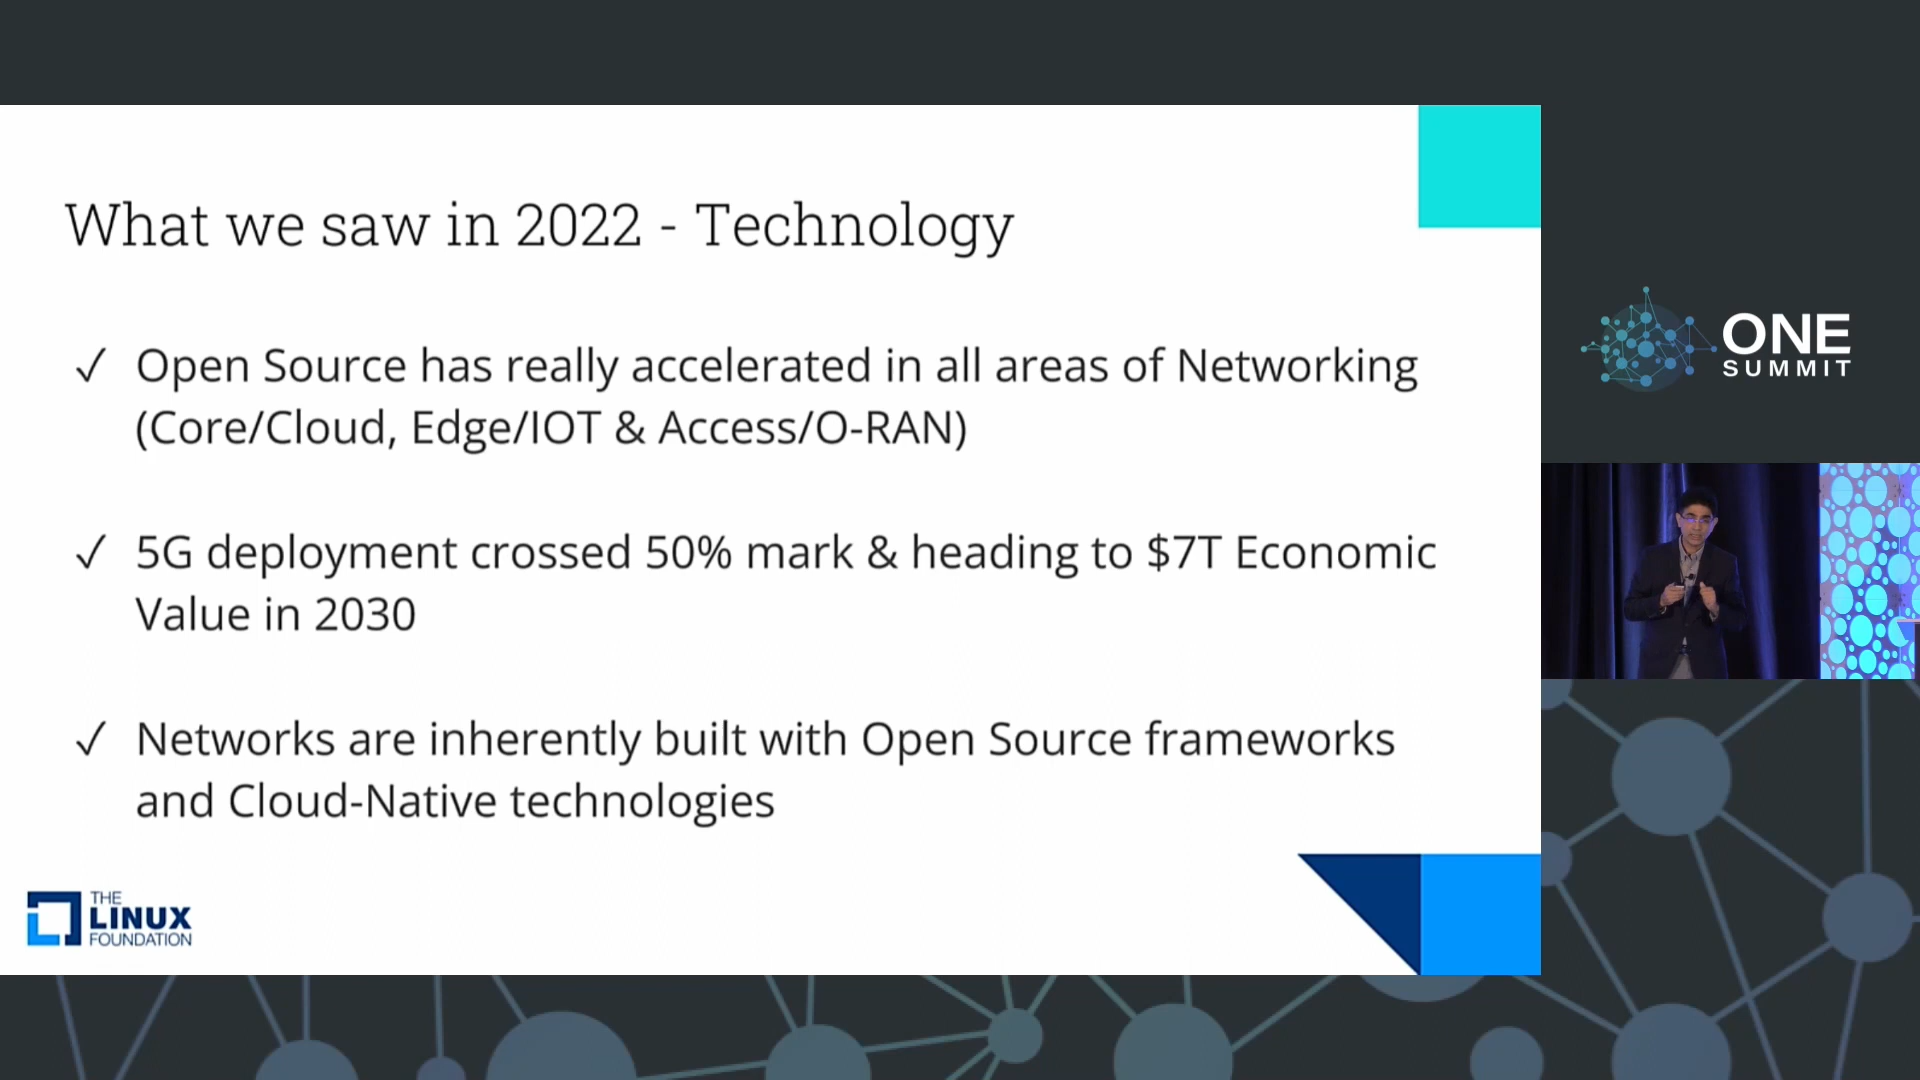 What we saw in 2022 - Technology
✓ Open Source has really accelerated in all areas of Networking
(Core/Cloud, Edge/IOT & Access/O-RAN)
✓ 5G deployment crossed 50% mark & heading to $7T Economic
Value in 2030
✓ Networks are inherently built with Open Source frameworks
and Cloud-Native technologies
THE
LINUX
FOUNDATION
ONE
SUMMIT